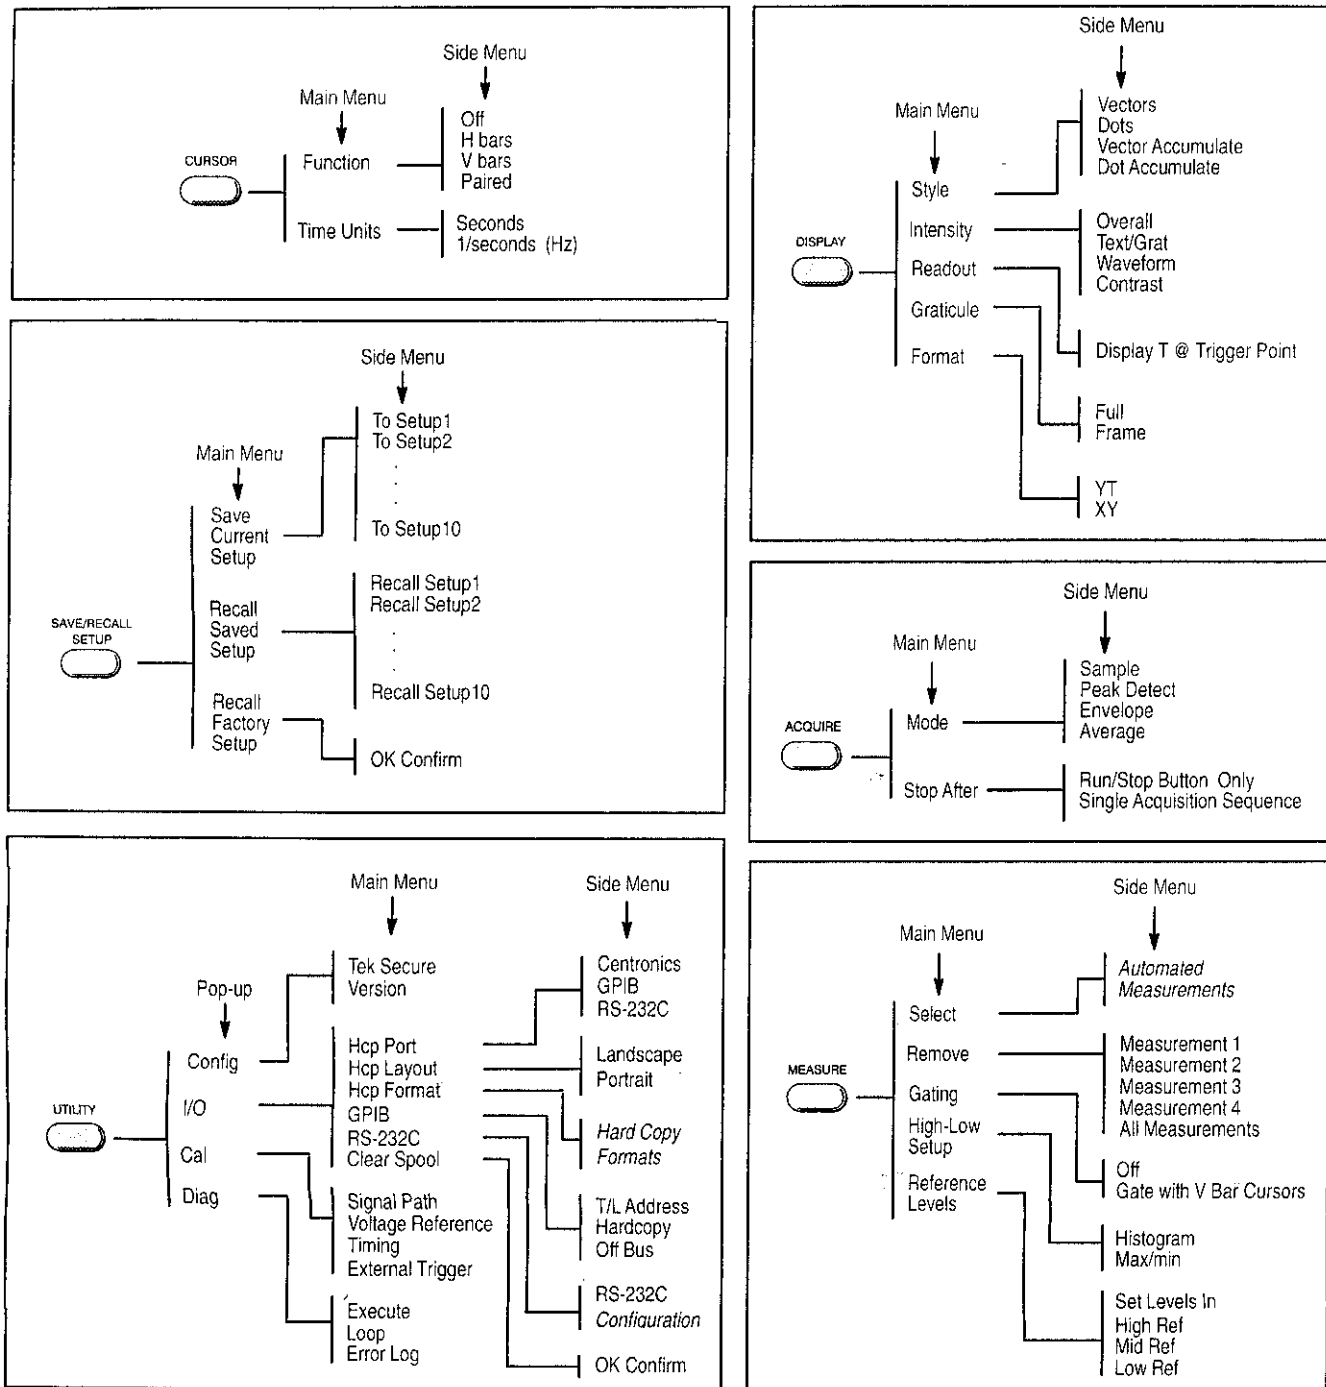 Side Menu
Main Menu
Off
H bars
V bars
Paired
CURSOR
Function
Time Units
Seconds
1/seconds (Hz)
Side Menu
To Setup1
To Setup2
.
.
.
To Setup10
Main Menu
Save
Current
Setup
Recall Setup1
Recall Setup2
.
.
.
Recall Setup10
Recall
Saved
Setup
SAVE/RECALL
SETUP
Recall
Factory
Setup
OK Confirm
Main Menu
Side Menu
Pop-up
Tek Secure
Version
Centronics
GPIB
RS-232C
Config
I/O
Cal
Diag
UTILITY
Hcp Port
Hcp Layout
Hcp Format
GPIB
RS-232C
Clear Spool
Landscape
Portrait
Hard Copy
Formats
Signal Path
Voltage Reference
Timing
External Trigger
T/L Address
Hardcopy
Off Bus
Execute
Loop
Error Log
RS-232C
Configuration
OK Confirm
Side Menu
Main Menu
Vectors
Dots
Vector Accumulate
Dot Accumulate
Style
Intensity
Readout
Graticule
Format
DISPLAY
Overall
Text/Grat
Waveform
Contrast
Display T @ Trigger Point
Full
Frame
YT
XY
Side Menu
Main Menu
Sample
Peak Detect
Envelope
Average
ACQUIRE
Mode
Stop After
Run/Stop Button Only
Single Acquisition Sequence
Side Menu
Main Menu
Automated
Measurements
Select
Remove
Gating
High-Low
Setup
Reference
Levels
MEASURE
Measurement 1
Measurement 2
Measurement 3
Measurement 4
All Measurements
Off
Gate with V Bar Cursors
Histogram
Max/min
Set Levels In
High Ref
Mid Ref
Low Ref